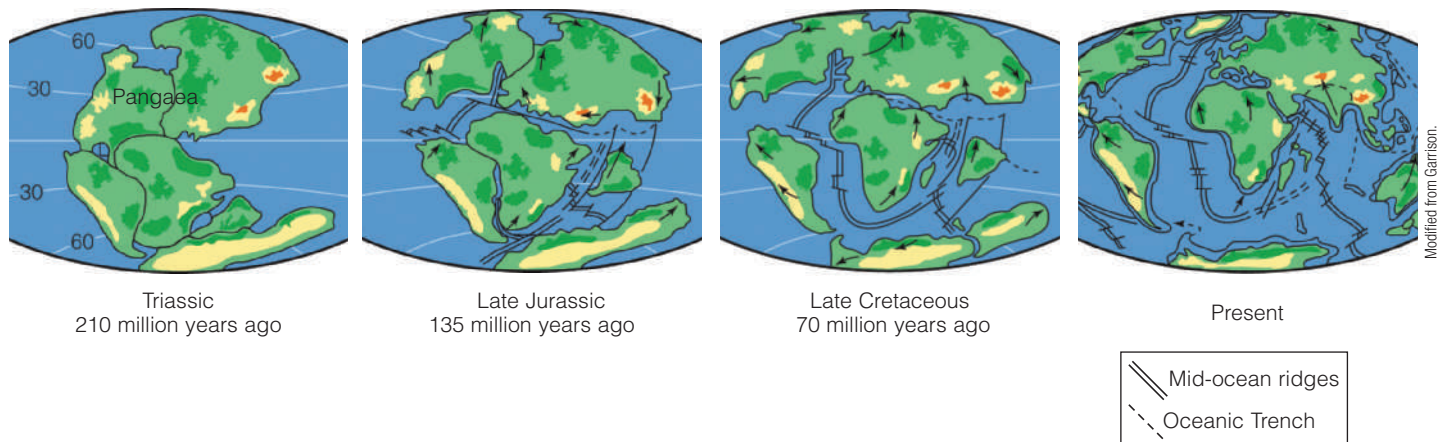 60
30
Pangaea
30
60
Triassic
210 million years ago
Late Jurassic
135 million years ago
Late Cretaceous
70 million years ago
Present
Modified from Garrison.
Mid-ocean ridges
Oceanic Trench